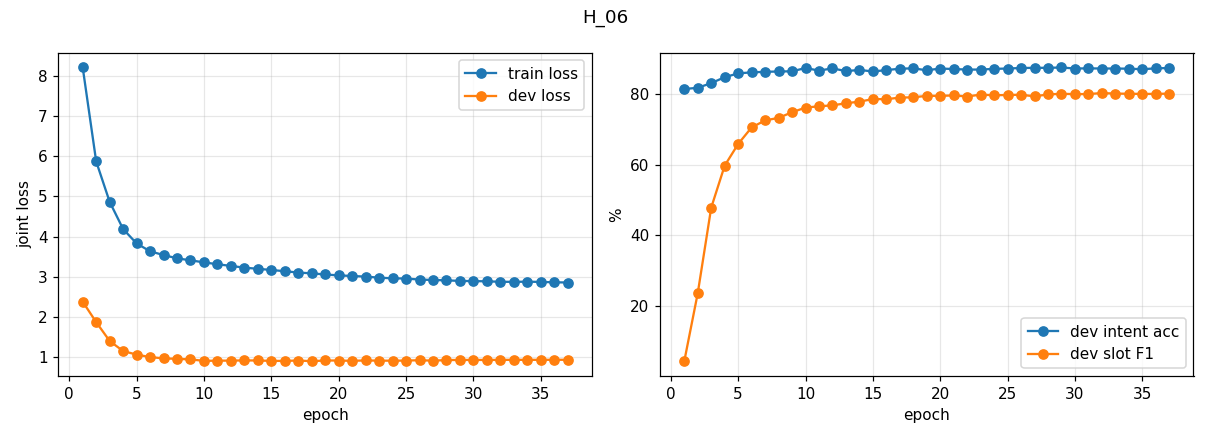 H_06
8
7
6
5
4
3
2
1
joint loss
0 5 10 15 20 25 30 35
epoch
train loss
dev loss
80
60
40
20
%
0 5 10 15 20 25 30 35
epoch
dev intent acc
dev slot F1